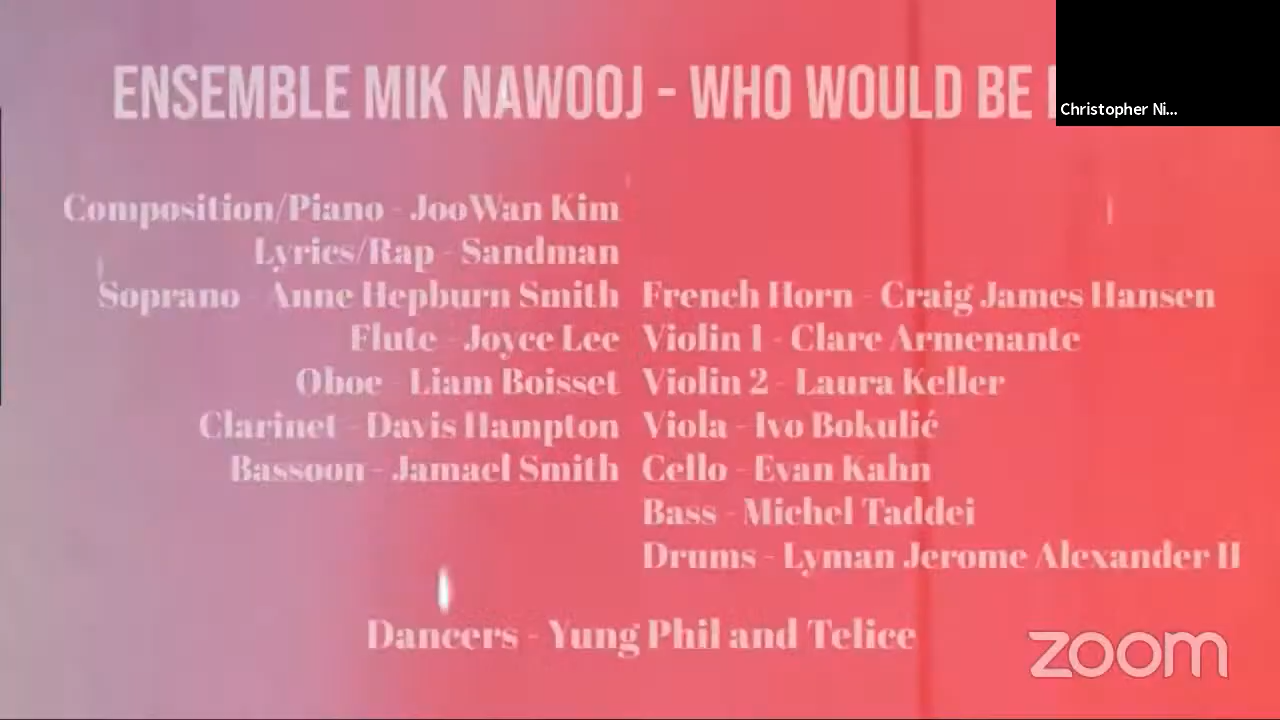 ENSEMBLE MIK NAWOOJ - WHO WOULD BE
Christopher Ni...
Composition/Piano - JooWan Kim
Lyrics/Rap - Sandman
Soprano - Anne Hepburn Smith
Flute - Joyce Lee
Oboe - Liam Boisset
Clarinet - Davis Hampton
Bassoon - Jamael Smith
French Horn - Craig James Hansen
Violin 1 - Clare Armenante
Violin 2 - Laura Keller
Viola - Ivo Bokulić
Cello - Evan Kahn
Bass - Michel Taddei
Drums - Lyman Jerome Alexander II
Dancers - Yung Phil and Telice
zoom